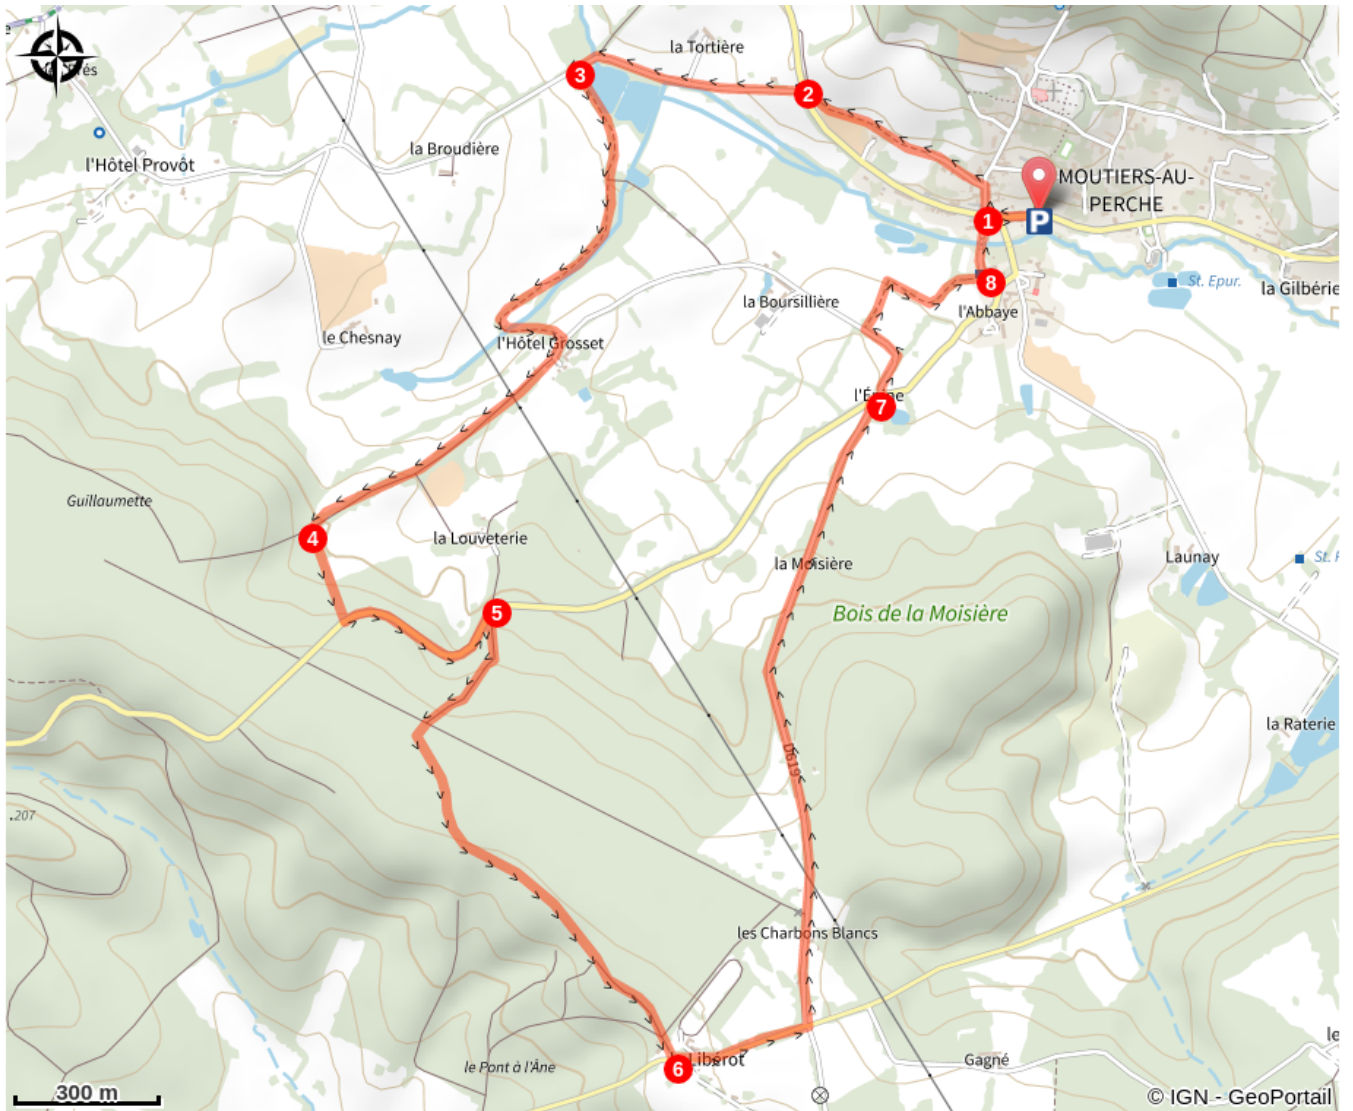 la Tortière
3
2
la Broudière
l'Hôtel Provôt
MOUTIERS-AU-
PERCHE
1
P
St. Epur.
8
la Gilbérie
la Boursillière
l'Abbaye
le Chesnay
l'Hôtel Grosset
7
Guillaumette
4
la Louveterie
Launay
la Moisière
5
Bois de la Moisière
la Raterie
D619
.207
les Charbons Blancs
Libérot
Gagné
le Pont à l'Âne
6
300 m
© IGN - GeoPortail